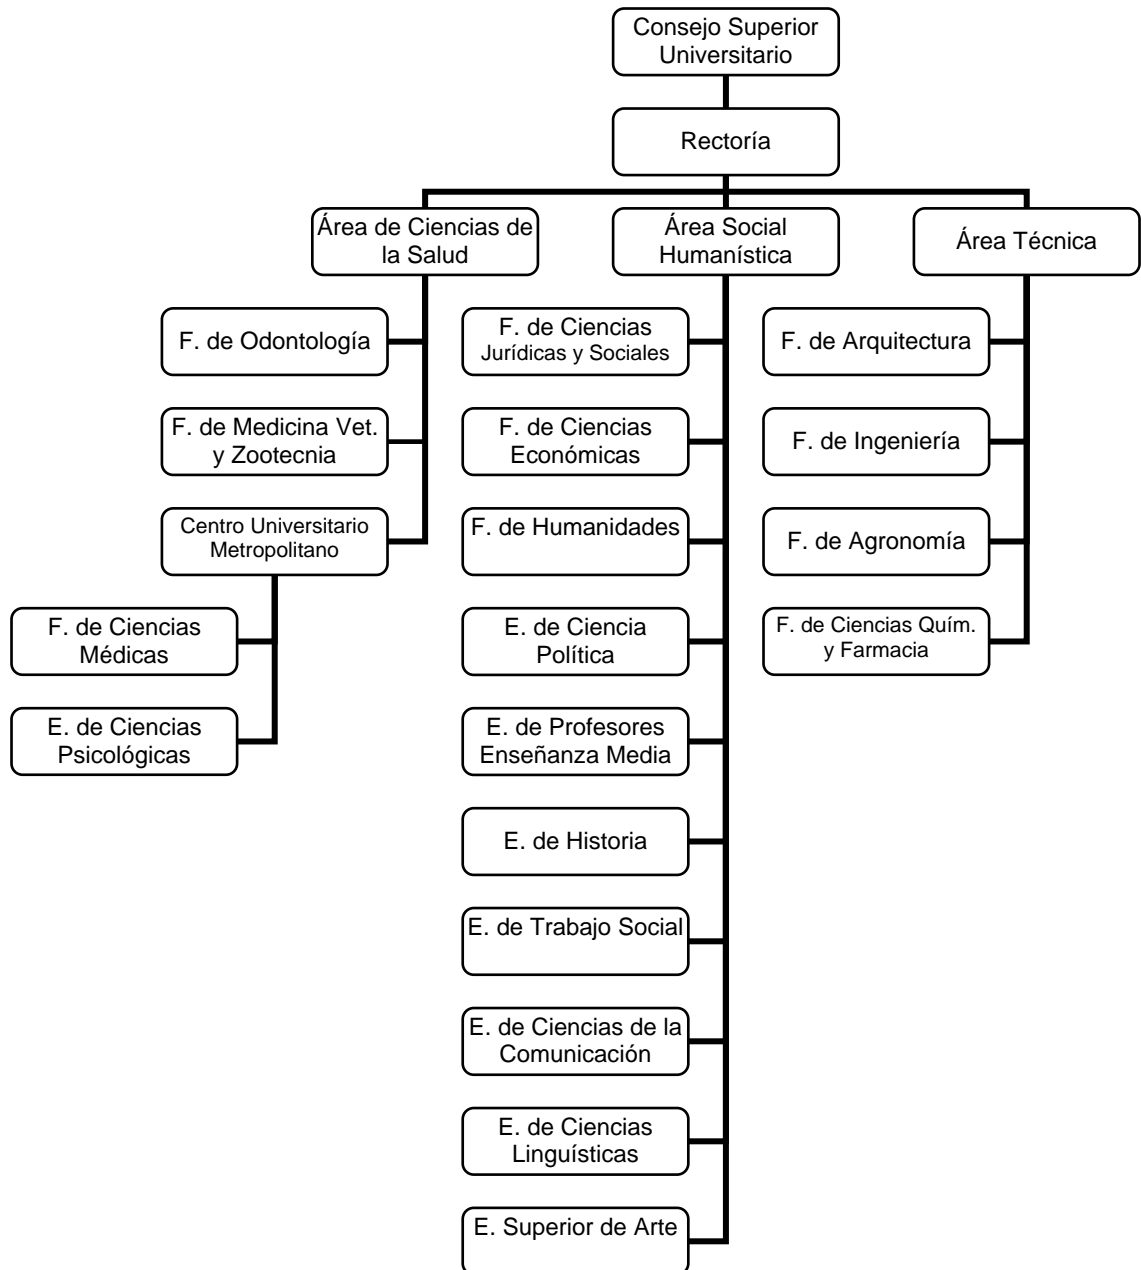 Consejo Superior
Universitario
Rectoría
Área de Ciencias de
la Salud
Área Social
Humanística
Área Técnica
F. de Odontología
F. de Medicina Vet.
y Zootecnia
Centro Universitario
Metropolitano
F. de Ciencias
Médicas
E. de Ciencias
Psicológicas
F. de Ciencias
Jurídicas y Sociales
F. de Ciencias
Económicas
F. de Humanidades
E. de Ciencia
Política
E. de Profesores
Enseñanza Media
E. de Historia
E. de Trabajo Social
E. de Ciencias de la
Comunicación
E. de Ciencias
Linguísticas
E. Superior de Arte
F. de Arquitectura
F. de Ingeniería
F. de Agronomía
F. de Ciencias Quím.
y Farmacia